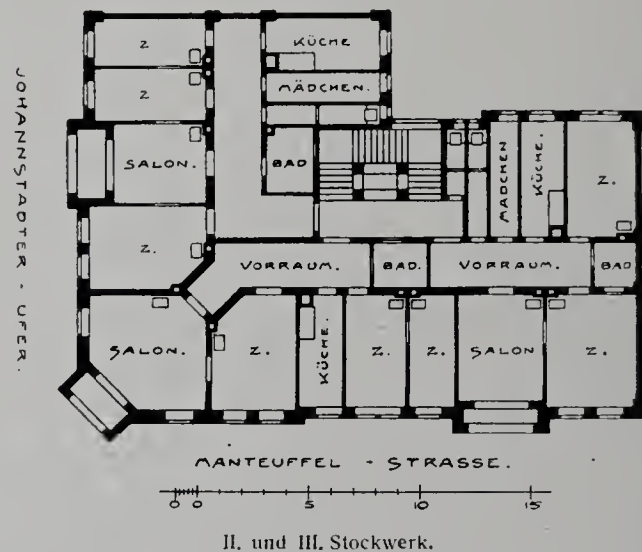 JOHANNSTADTER - UFER.
Z
KÜCHE
Z
MÄDCHEN.
SALON.
BAD
MÄDCHEN
KÜCHE.
Z.
Z.
VORRAUM.
BAD.
VORRAUM.
BAD
SALON.
Z.
KÜCHE.
Z.
Z.
SALON
Z.
MANTEUFFEL - STRASSE.
0 0 5 10 15
II. und III. Stockwerk.